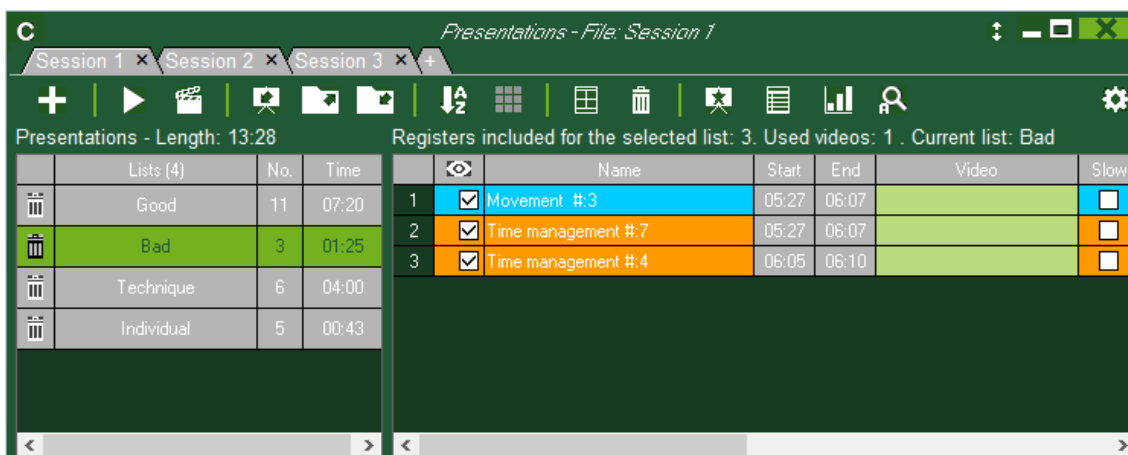 C Presentations - File: Session 1
Session 1 × Session 2 × Session 3 × +
Presentations - Length: 13:28
Registers included for the selected list: 3. Used videos: 1 . Current list: Bad
Lists (4) No. Time
Name Start End Video Slow
Good 11 07:20
1 Movement #:3 05:27 06:07
Bad 3 01:25
2 Time management #:7 05:27 06:07
3 Time management #:4 06:05 06:10
Technique 6 04:00
Individual 5 00:43